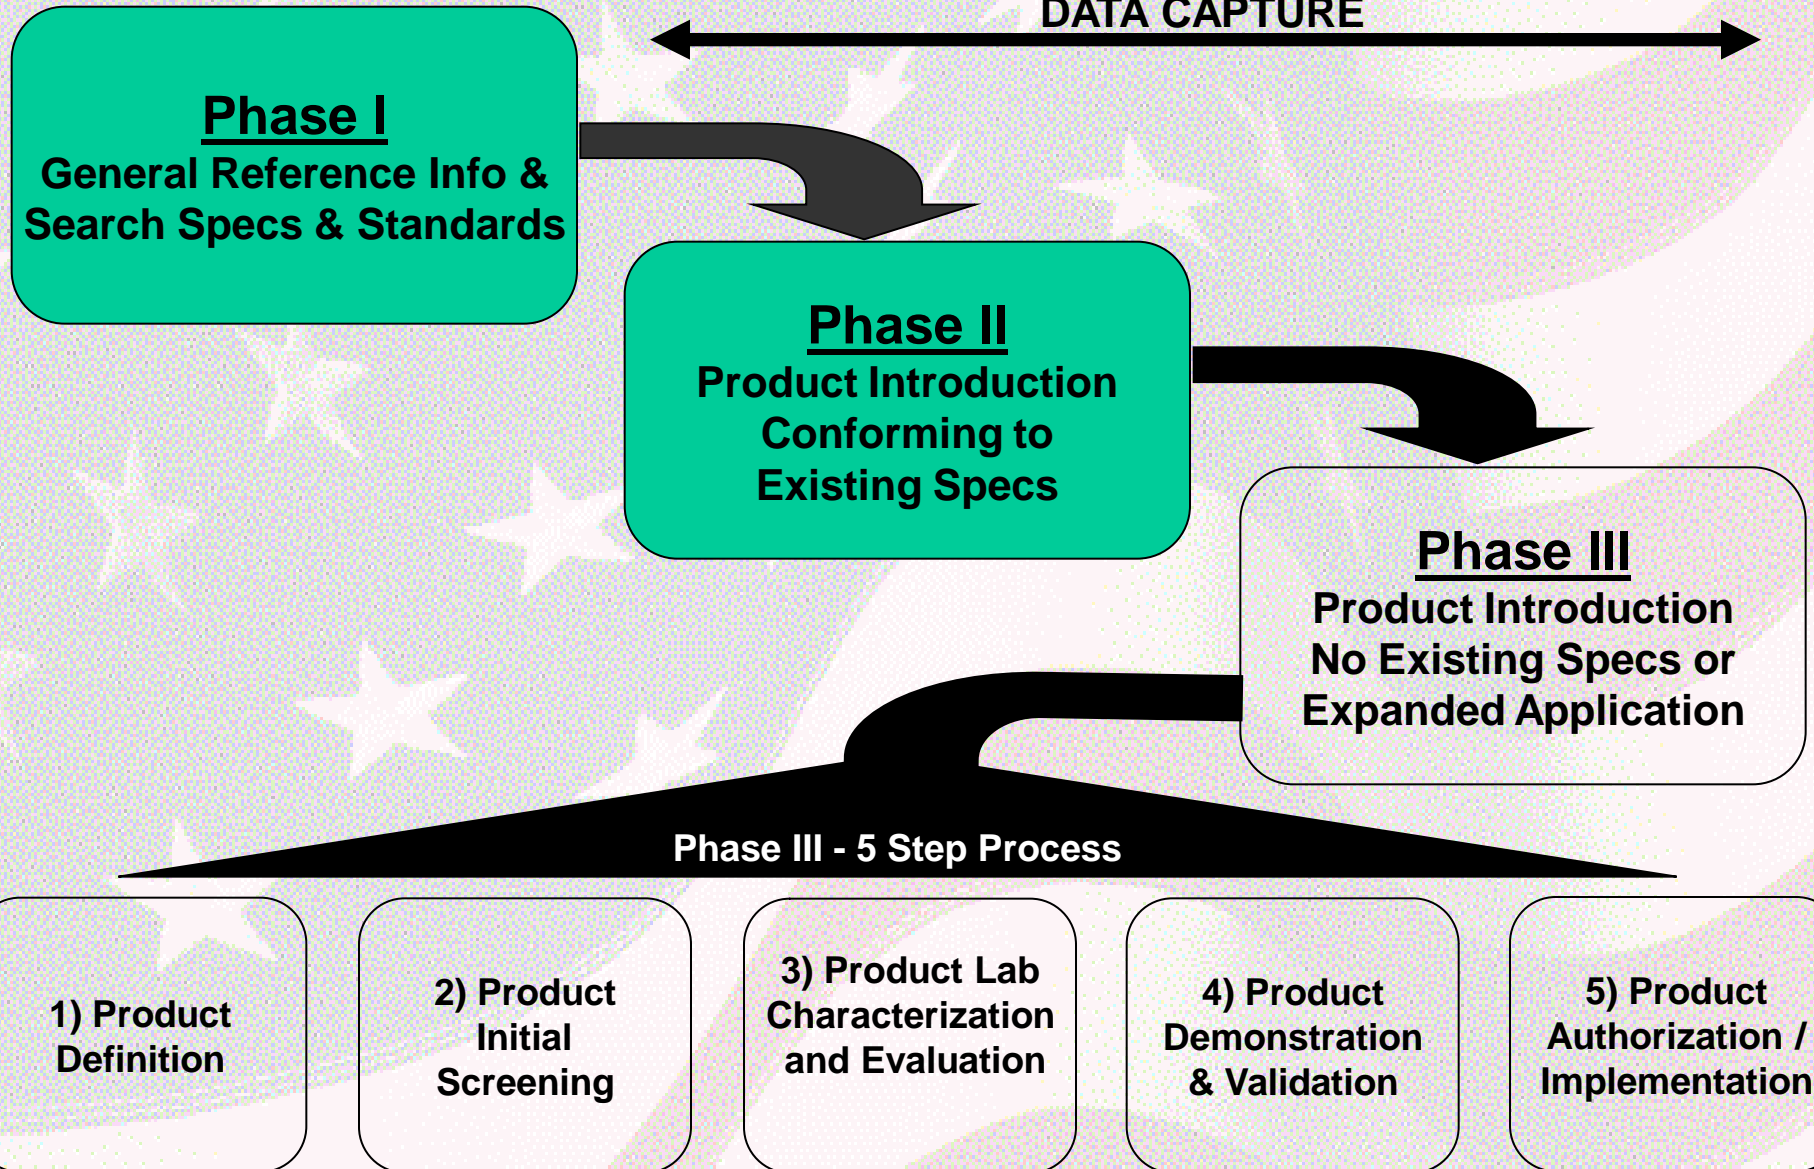 DATA CAPTURE
Phase I
General Reference Info &
Search Specs & Standards
Phase II
Product Introduction
Conforming to
Existing Specs
Phase III
Product Introduction
No Existing Specs or
Expanded Application
Phase III - 5 Step Process
1) Product
Definition
2) Product
Initial
Screening
3) Product Lab
Characterization
and Evaluation
4) Product
Demonstration
& Validation
5) Product
Authorization /
Implementation